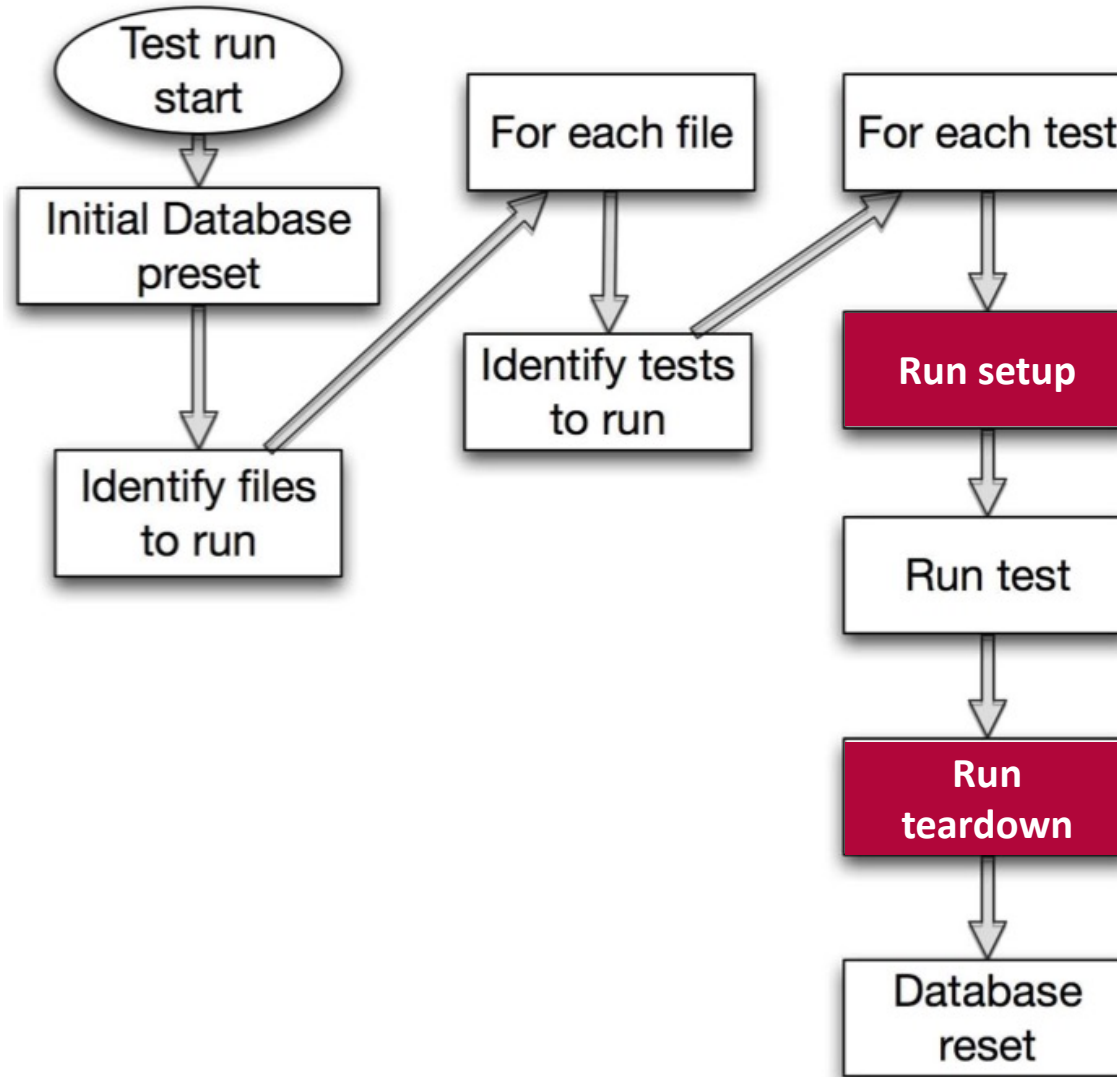 Test run
start
Initial Database
preset
Identify files
to run
For each file
Identify tests
to run
For each test
Run setup
Run test
Run
teardown
Database
reset